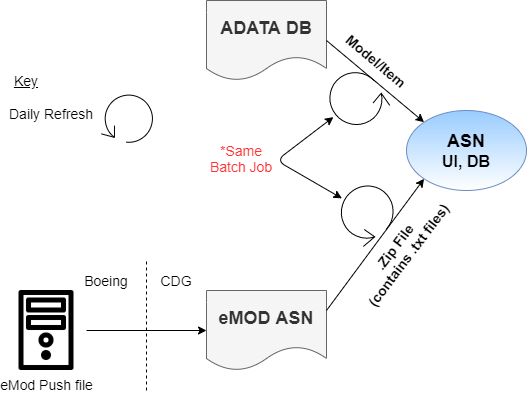 ADATA DB
Model/Item
Key
Daily Refresh
ASN
UI, DB
*Same
Batch Job
.Zip File
(contains .txt files)
Boeing
CDG
eMOD ASN
eMod Push file